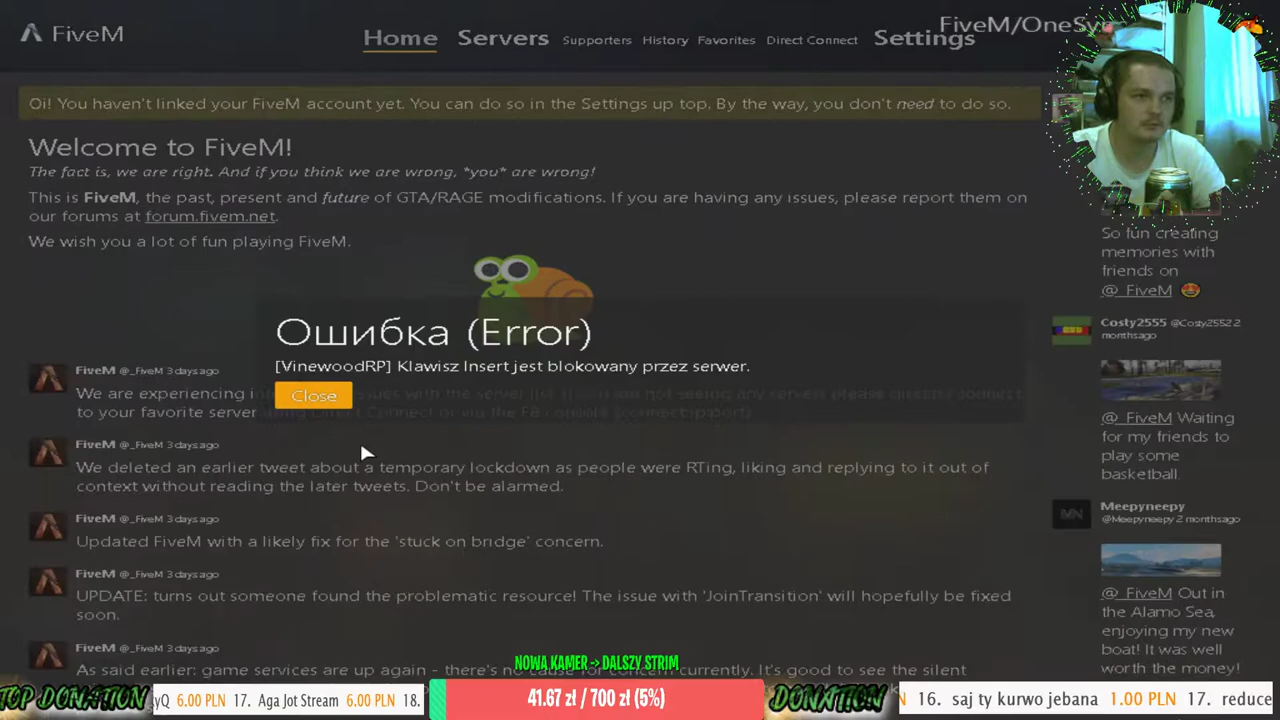 FiveM
Home Servers Supporters History Favorites Direct Connect Settings
FiveM/OneSy
Oi! You haven't linked your FiveM account yet. You can do so in the Settings up top. By the way, you don't need to do so.
Welcome to FiveM!
The fact is, we are right. And if you think we are wrong, *you* are wrong!
This is FiveM, the past, present and future of GTA/RAGE modifications. If you are having any issues, please report them on
our forums at forum.fivem.net.
We wish you a lot of fun playing FiveM.
Ошибка (Error)
[VinewoodRP] Klawisz Insert jest blokowany przez serwer.
Close
FiveM @_FiveM 3 days ago
We are experiencing
to your favorite server
FiveM @_FiveM 3 days ago
We deleted an earlier tweet about a temporary lockdown as people were RTing, liking and replying to it out of
context without reading the later tweets. Don't be alarmed.
FiveM @_FiveM 3 days ago
Updated FiveM with a likely fix for the 'stuck on bridge' concern.
FiveM @_FiveM 3 days ago
UPDATE: turns out someone found the problematic resource! The issue with 'JoinTransition' will hopefully be fixed
soon.
FiveM @_FiveM 3 days ago
As said earlier: game services are up again - there's no cause for concern currently. It's good to see the silent
So fun creating
memories with
friends on
@_FiveM
Costy2555 @Costy2552 2
months ago
@_FiveM Waiting
for my friends to
play some
basketball.
Meepyneepy
@Meepyneepy 2 months ago
@_FiveM Out in
the Alamo Sea,
enjoying my new
boat! It was well
worth the money!
NOWA KAMER -> DALSZY STRIM
TOP DONATION
yQ 6.00 PLN 17. Aga Jot Stream 6.00 PLN 18.
41.67 zł / 700 zł (5%)
DONATION
16. saj ty kurwo jebana 1.00 PLN 17. reduce